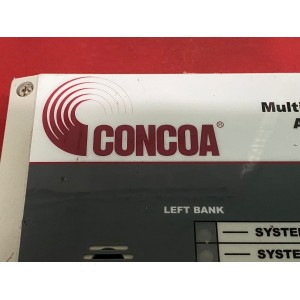 Multi
A
CONCOA®
LEFT BANK
SYSTE
SYSTE